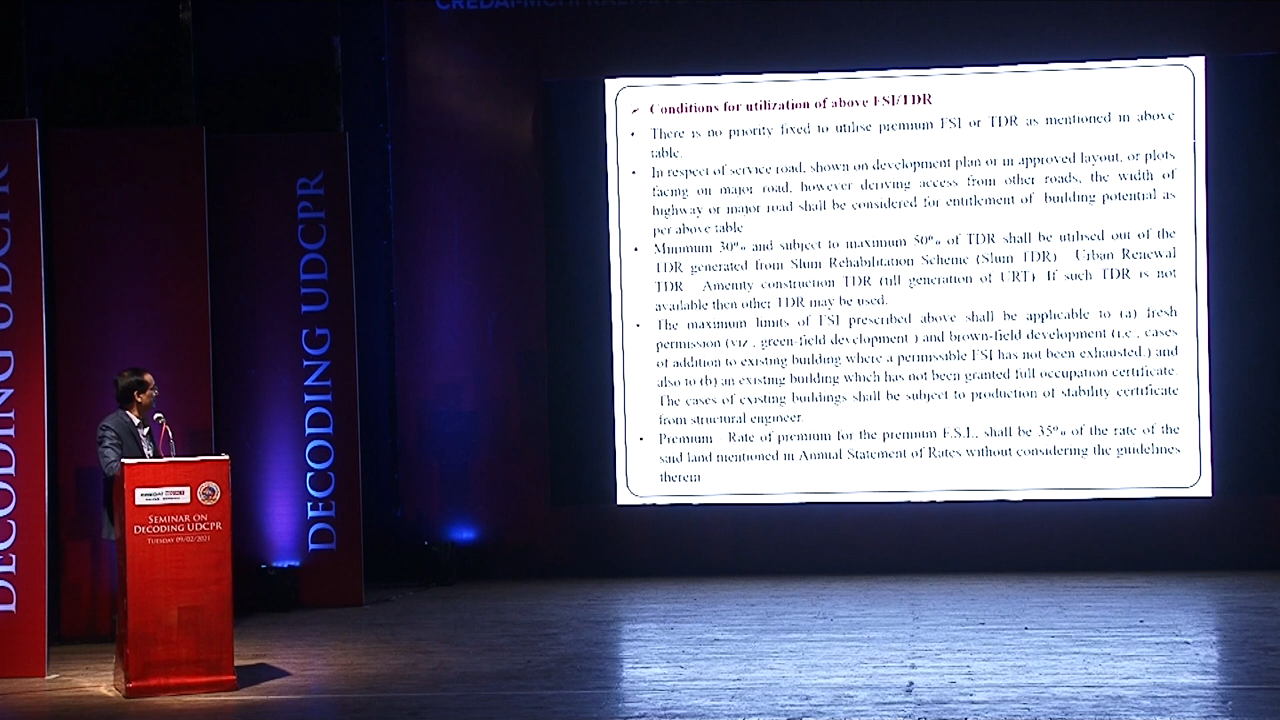 CREDAI-MCHI
Conditions for utilization of above FSI/TDR
There is no priority fixed to utilise premium FSI or TDR as mentioned in above
table.
In respect of service road, shown on development plan or in approved layout, or plots
facing on major road, however deriving access from other roads, the width of
highway or major road shall be considered for entitlement of building potential as
per above table
Minimum 30% and subject to maximum 50% of TDR shall be utilised out of the
TDR generated from Slum Rehabilitation Scheme (Slum TDR) Urban Renewal
TDR Amenity construction TDR (till generation of URT) If such TDR is not
available then other TDR may be used.
The maximum limits of FSI prescribed above shall be applicable to (a) fresh
permission (viz., green-field development) and brown-field development (i.e., cases
of addition to existing building where a permissible FSI has not been exhausted.) and
also to (b) an existing building which has not been granted full occupation certificate.
The cases of existing buildings shall be subject to production of stability certificate
from structural engineer
Premium - Rate of premium for the premium F.S.I., shall be 35% of the rate of the
said land mentioned in Annual Statement of Rates without considering the guidelines
therein
DECODING UDCPR
DECODING UDCPR
CREDAI MCHI
SEMINAR ON
DECODING UDCPR
TUESDAY 09/02/2021